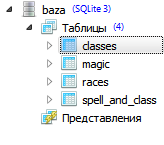 baza (SQLite 3)
Таблицы (4)
classes
magic
races
spell_and_class
Представления